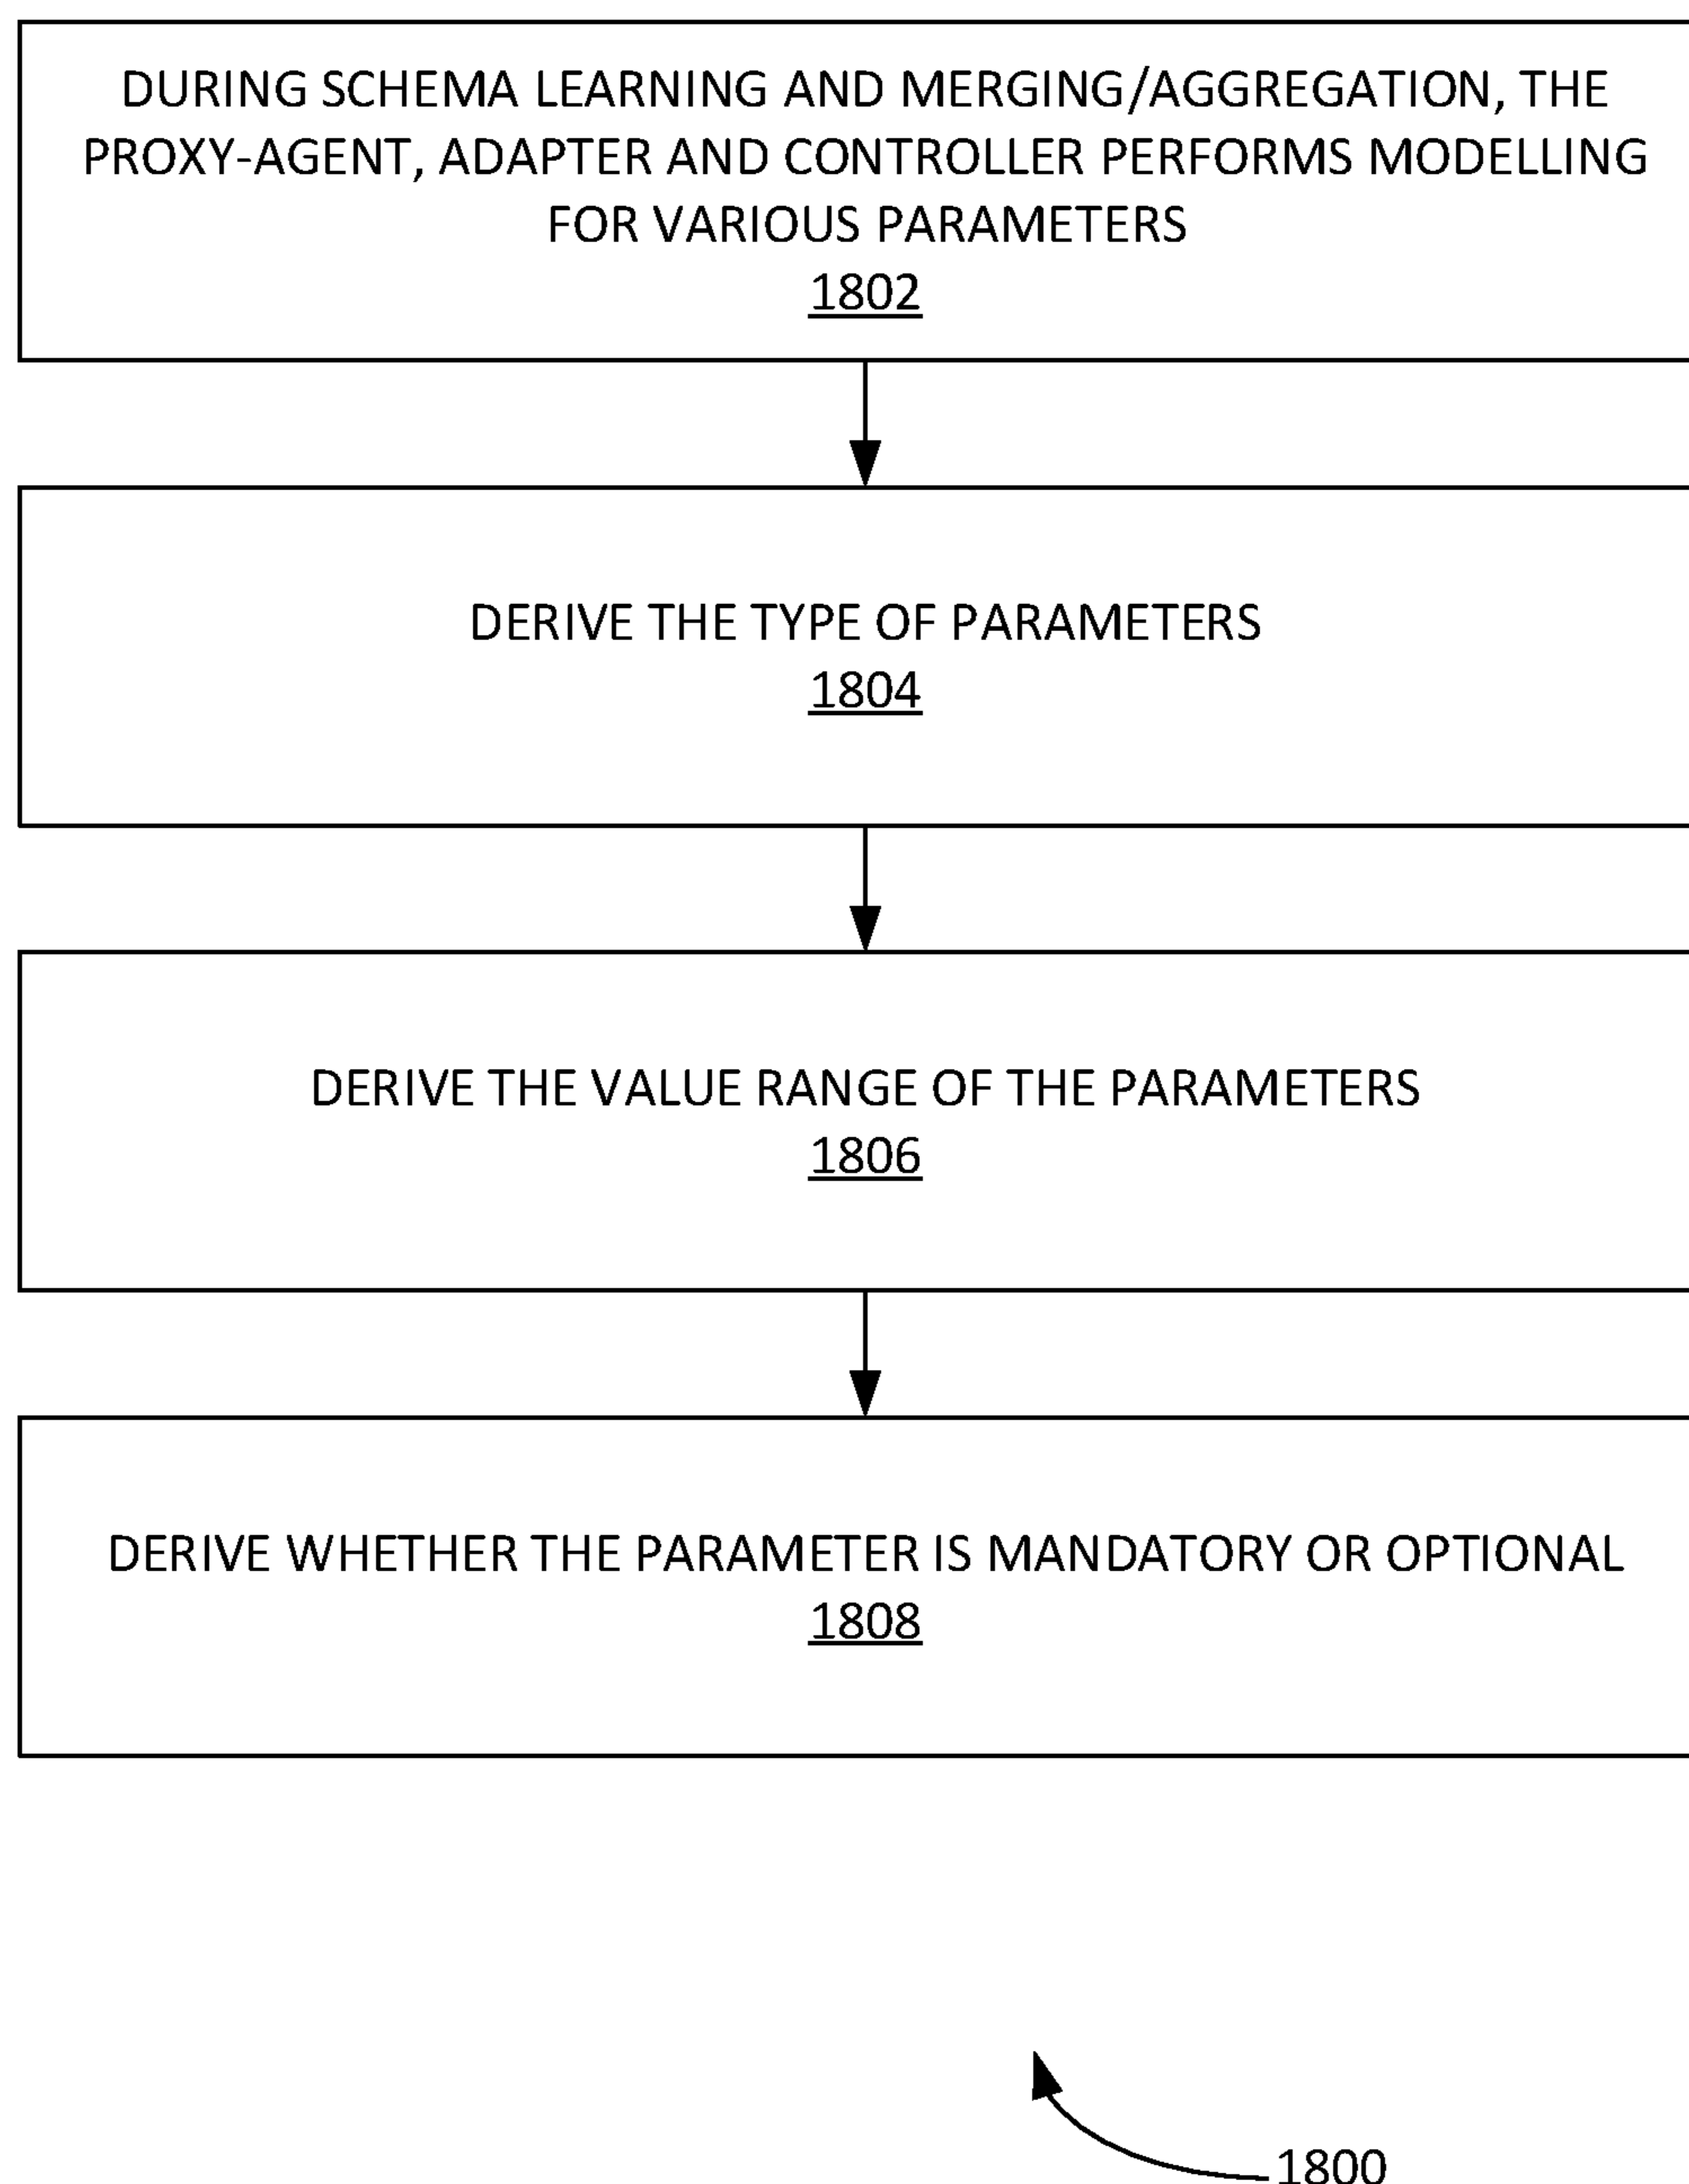 DURING SCHEMA LEARNING AND MERGING/AGGREGATION, THE
PROXY-AGENT, ADAPTER AND CONTROLLER PERFORMS MODELLING
FOR VARIOUS PARAMETERS
1802
DERIVE THE TYPE OF PARAMETERS
1804
DERIVE THE VALUE RANGE OF THE PARAMETERS
1806
DERIVE WHETHER THE PARAMETER IS MANDATORY OR OPTIONAL
1808
1800